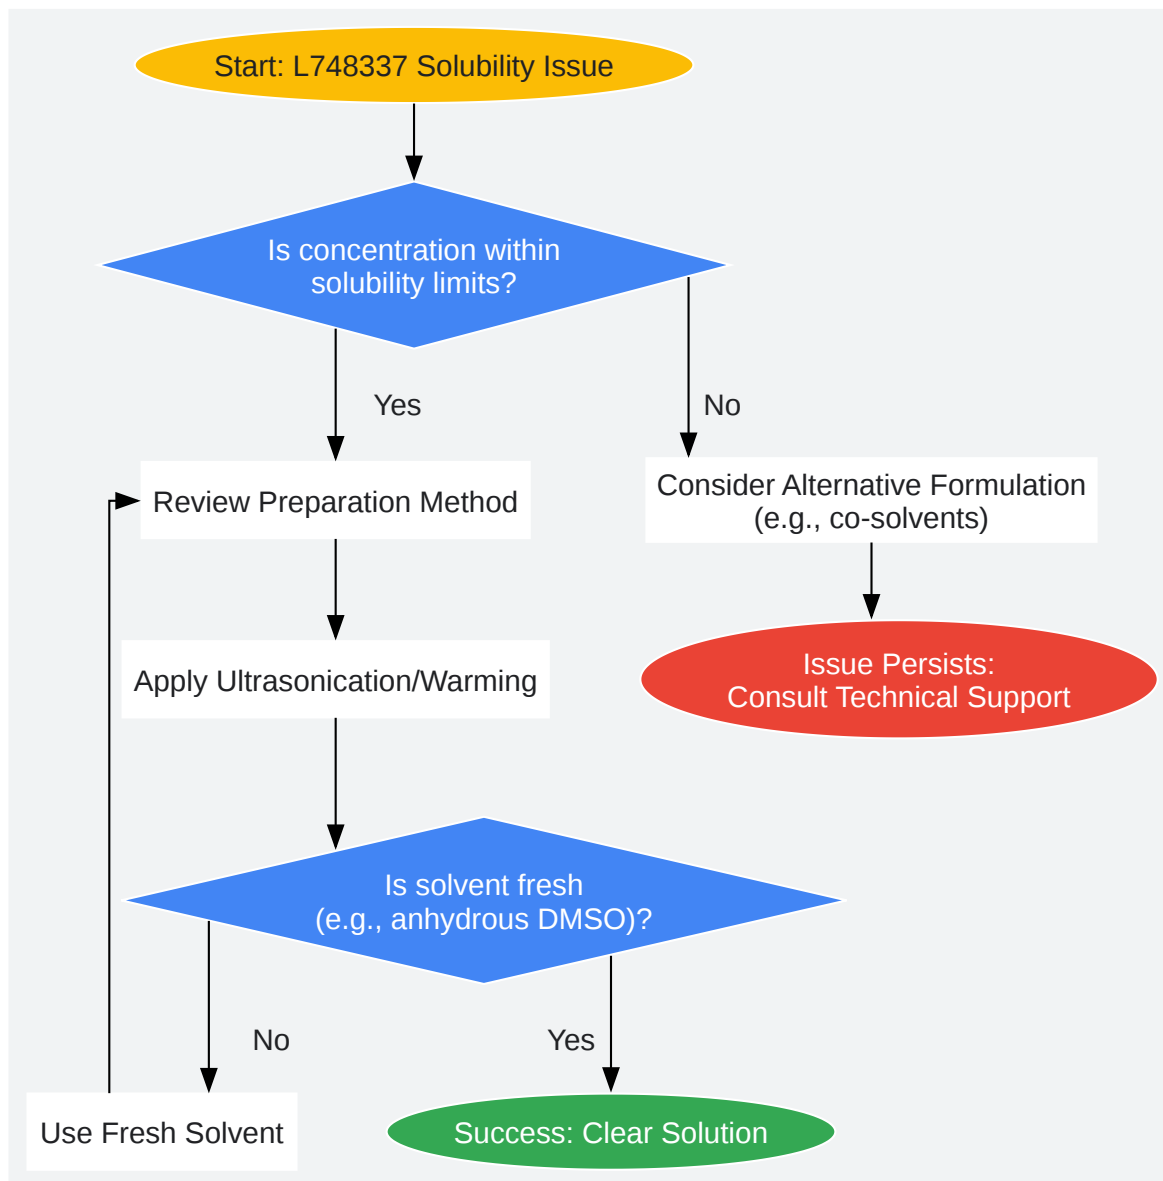 Start: L748337 Solubility Issue
Is concentration within
solubility limits?
Yes
No
Review Preparation Method
Consider Alternative Formulation
(e.g., co-solvents)
Apply Ultrasonication/Warming
Issue Persists:
Consult Technical Support
Is solvent fresh
(e.g., anhydrous DMSO)?
No
Yes
Use Fresh Solvent
Success: Clear Solution